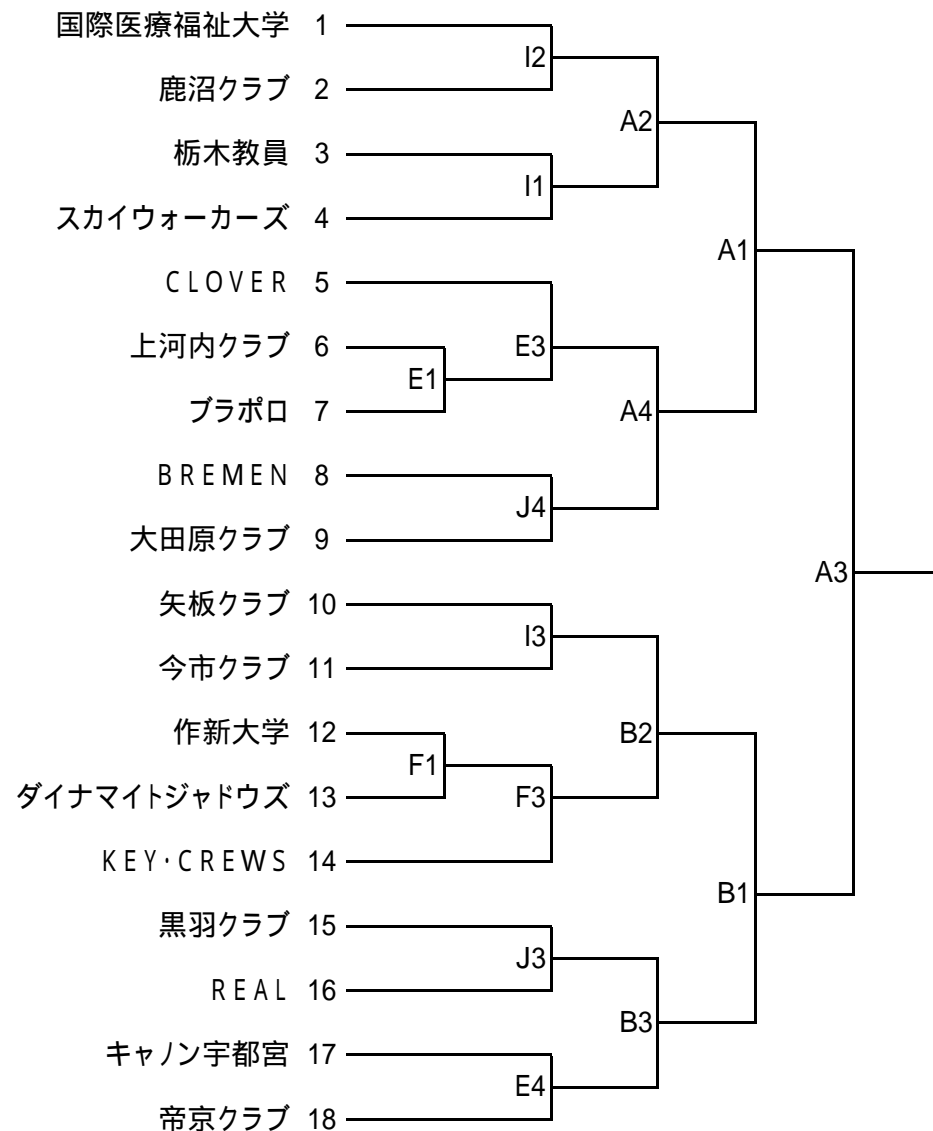 国際医療福祉大学 1
I2
鹿沼クラブ 2
A2
栃木教員 3
I1
スカイウォーカーズ 4
A1
CLOVER 5
上河内クラブ 6
E3
E1
ブラポロ 7
A4
BREMEN 8
J4
大田原クラブ 9
A3
矢板クラブ 10
I3
今市クラブ 11
作新大学 12
B2
F1
ダイナマイトジャドウズ 13
F3
KEY・CREWS 14
B1
黒羽クラブ 15
J3
REAL 16
B3
キャノン宇都宮 17
E4
帝京クラブ 18